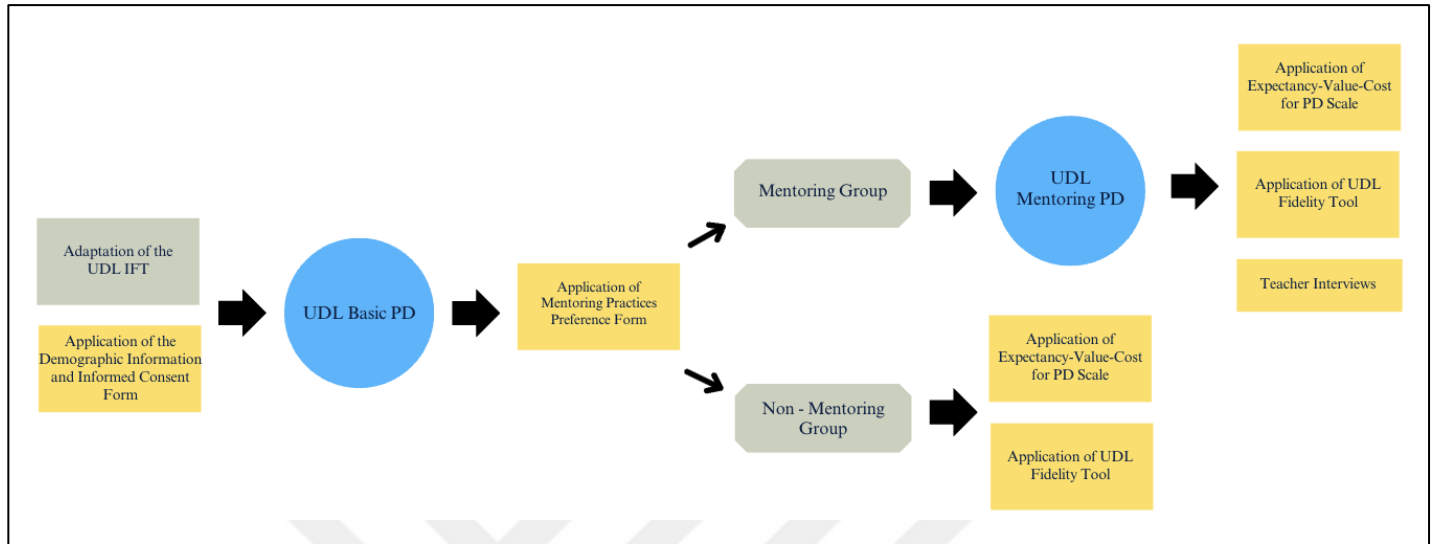 Adaptation of the
UDL IFT
Application of the
Demographic Information
and Informed Consent
Form
UDL Basic PD
Application of
Mentoring Practices
Preference Form
Mentoring Group
UDL
Mentoring PD
Application of
Expectancy-Value-Cost
for PD Scale
Application of UDL
Fidelity Tool
Teacher Interviews
Non - Mentoring
Group
Application of
Expectancy-Value-Cost
for PD Scale
Application of UDL
Fidelity Tool